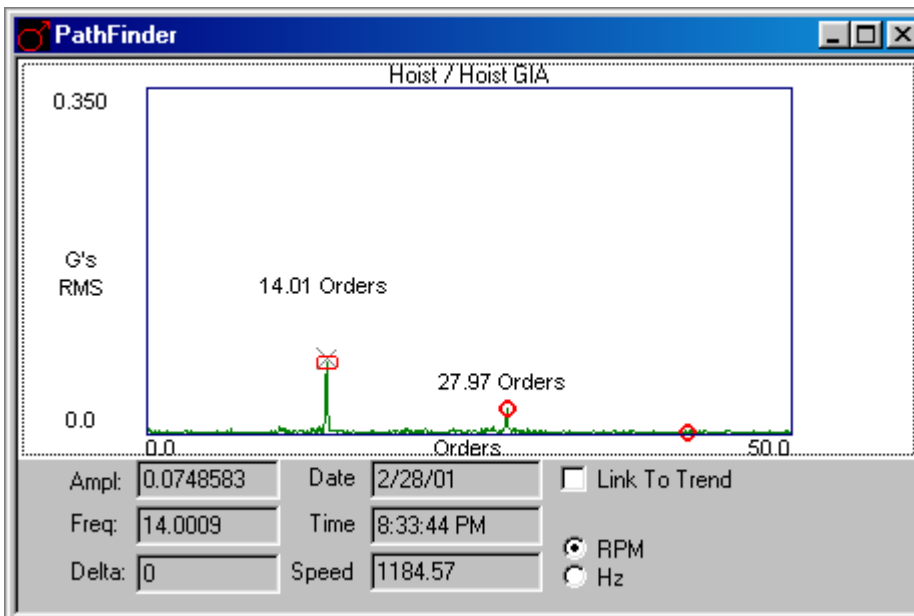 PathFinder
Hoist / Hoist GIA
0.350
G's
RMS
14.01 Orders
27.97 Orders
0.0
0.0 Orders 50.0
Ampl: 0.0748583 Date 2/28/01 Link To Trend
Freq: 14.0009 Time 8:33:44 PM
RPM
Delta: 0 Speed 1184.57
Hz